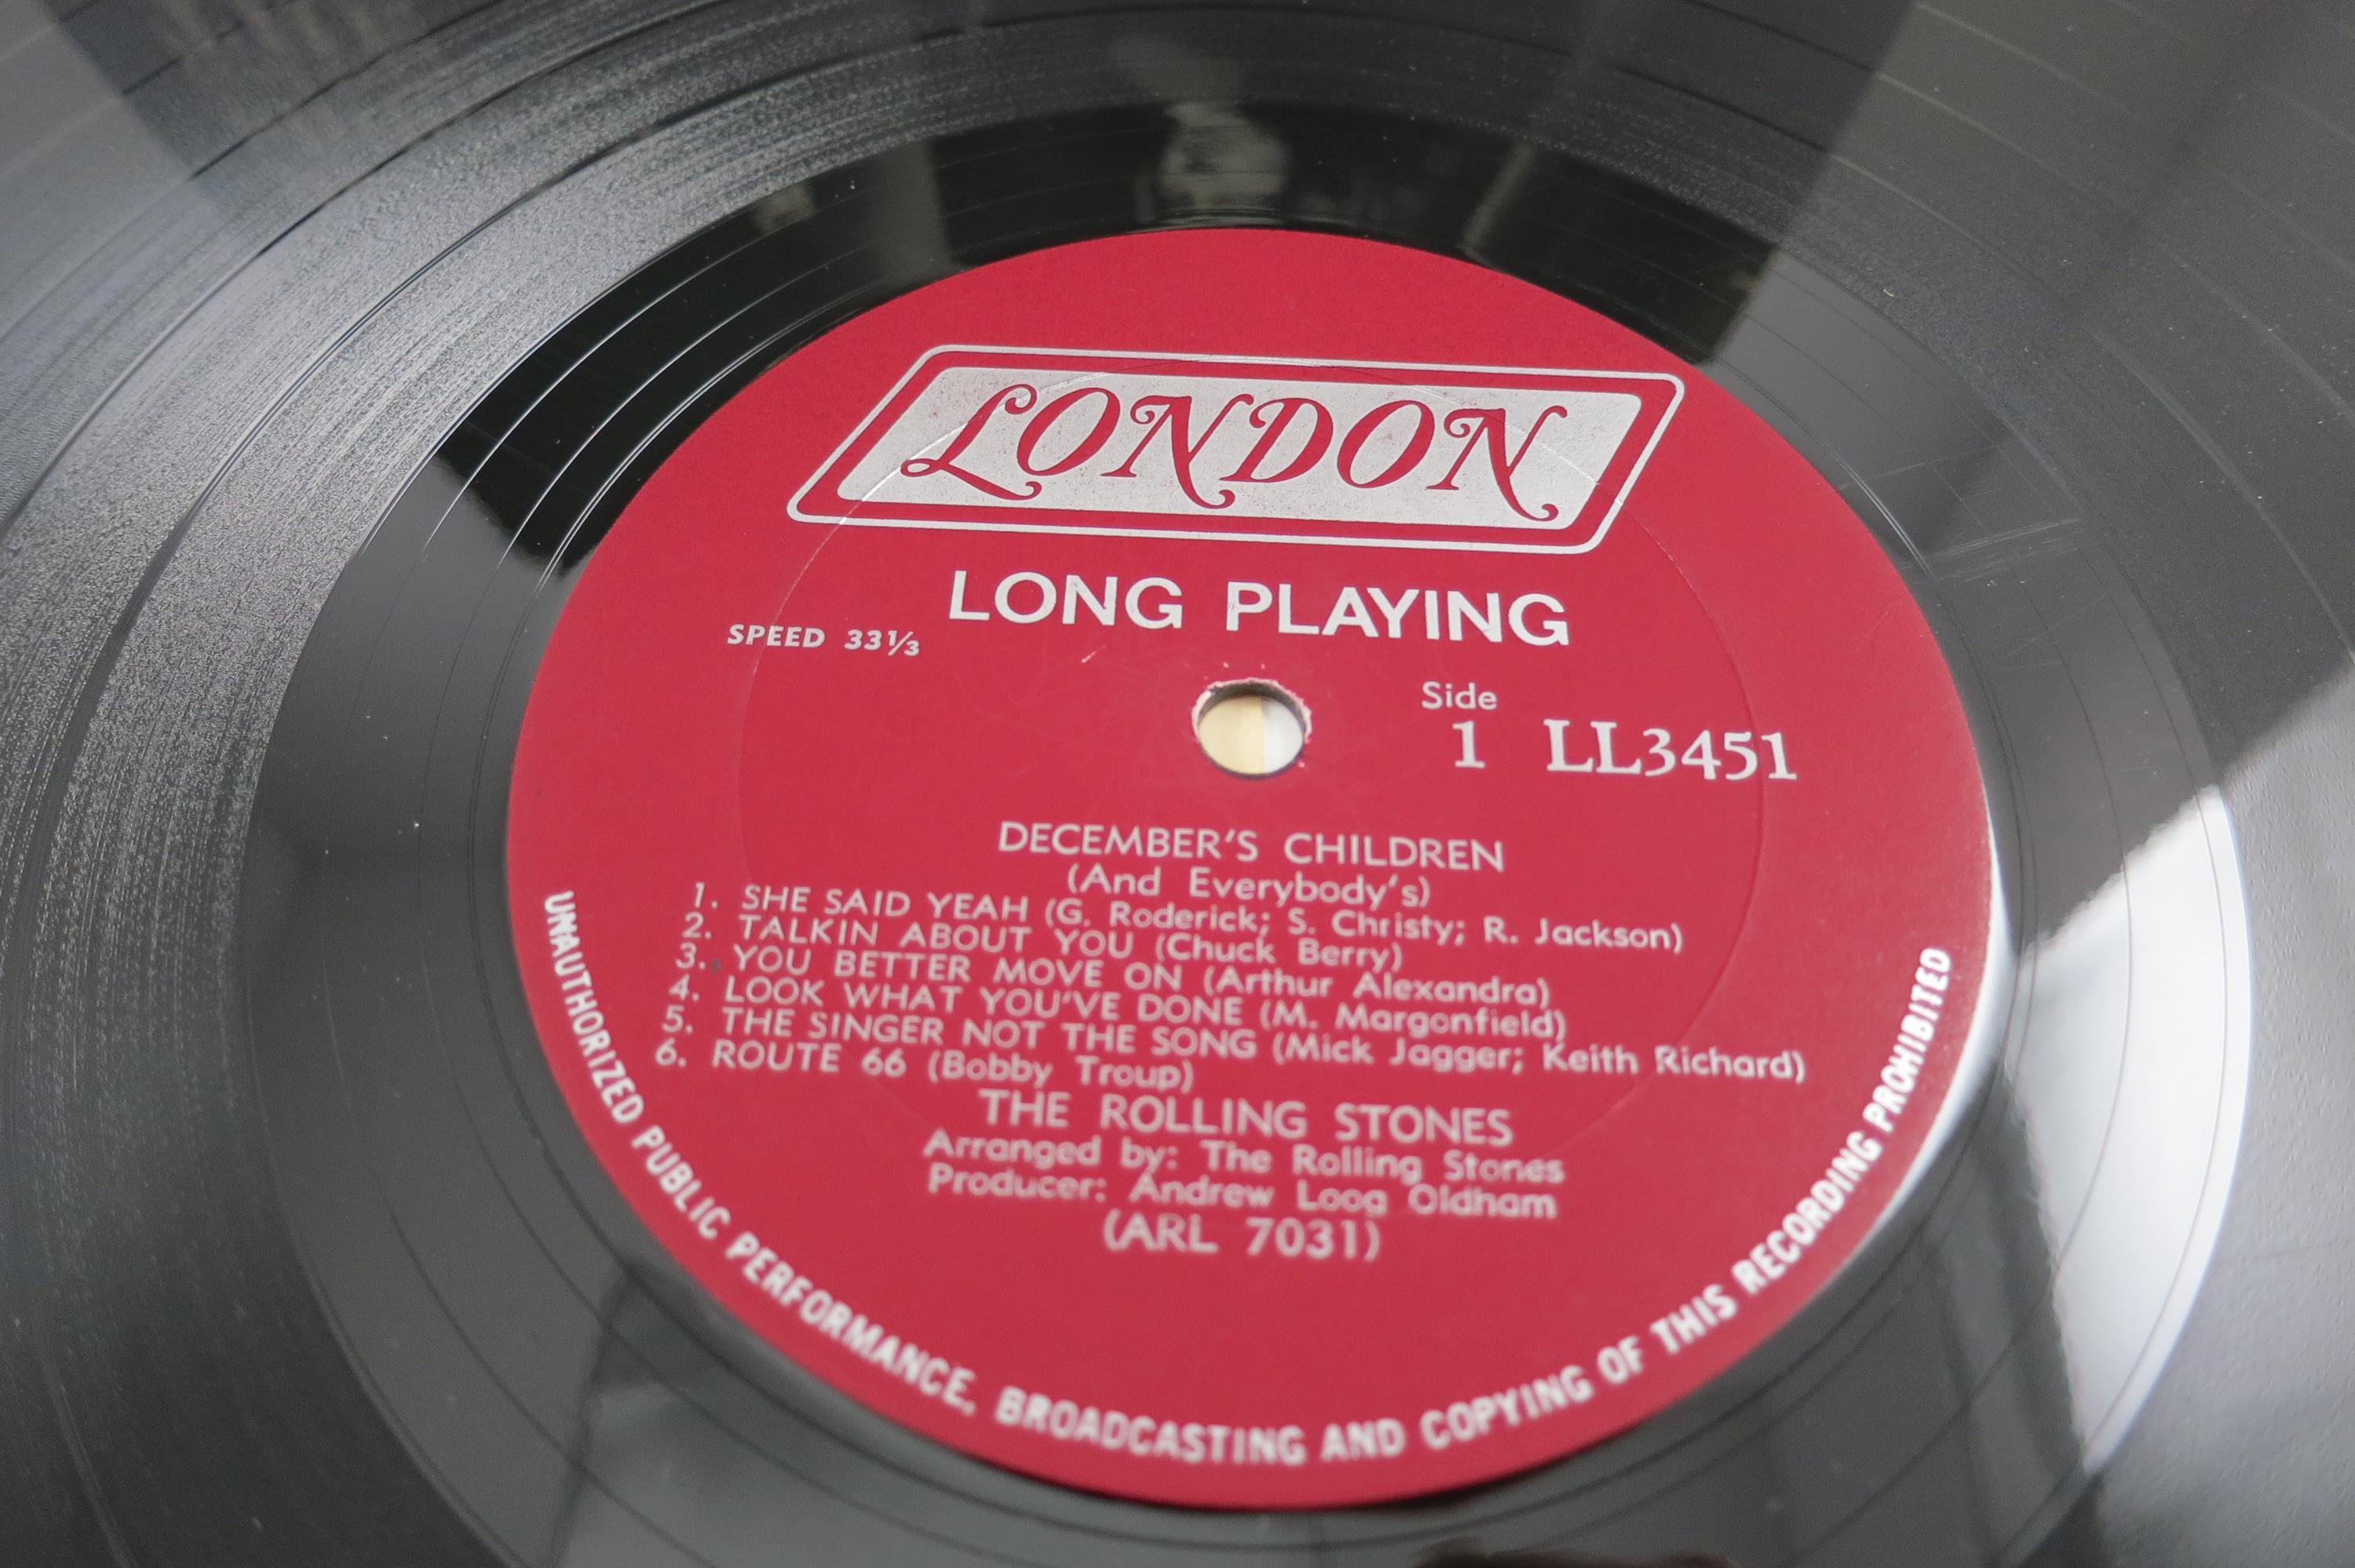 LONDON
LONG PLAYING
SPEED 33⅓
Side
1 LL3451
DECEMBER'S CHILDREN
(And Everybody's)
1. SHE SAID YEAH (G. Roderick; S. Christy; R. Jackson)
2. TALKIN ABOUT YOU (Chuck Berry)
3. YOU BETTER MOVE ON (Arthur Alexandra)
4. LOOK WHAT YOU'VE DONE (M. Margonfield)
5. THE SINGER NOT THE SONG (Mick Jagger; Keith Richard)
6. ROUTE 66 (Bobby Troup)
THE ROLLING STONES
Arranged by: The Rolling Stones
Producer: Andrew Loog Oldham
(ARL 7031)
UNAUTHORIZED PUBLIC PERFORMANCE, BROADCASTING AND COPYING OF THIS RECORDING PROHIBITED